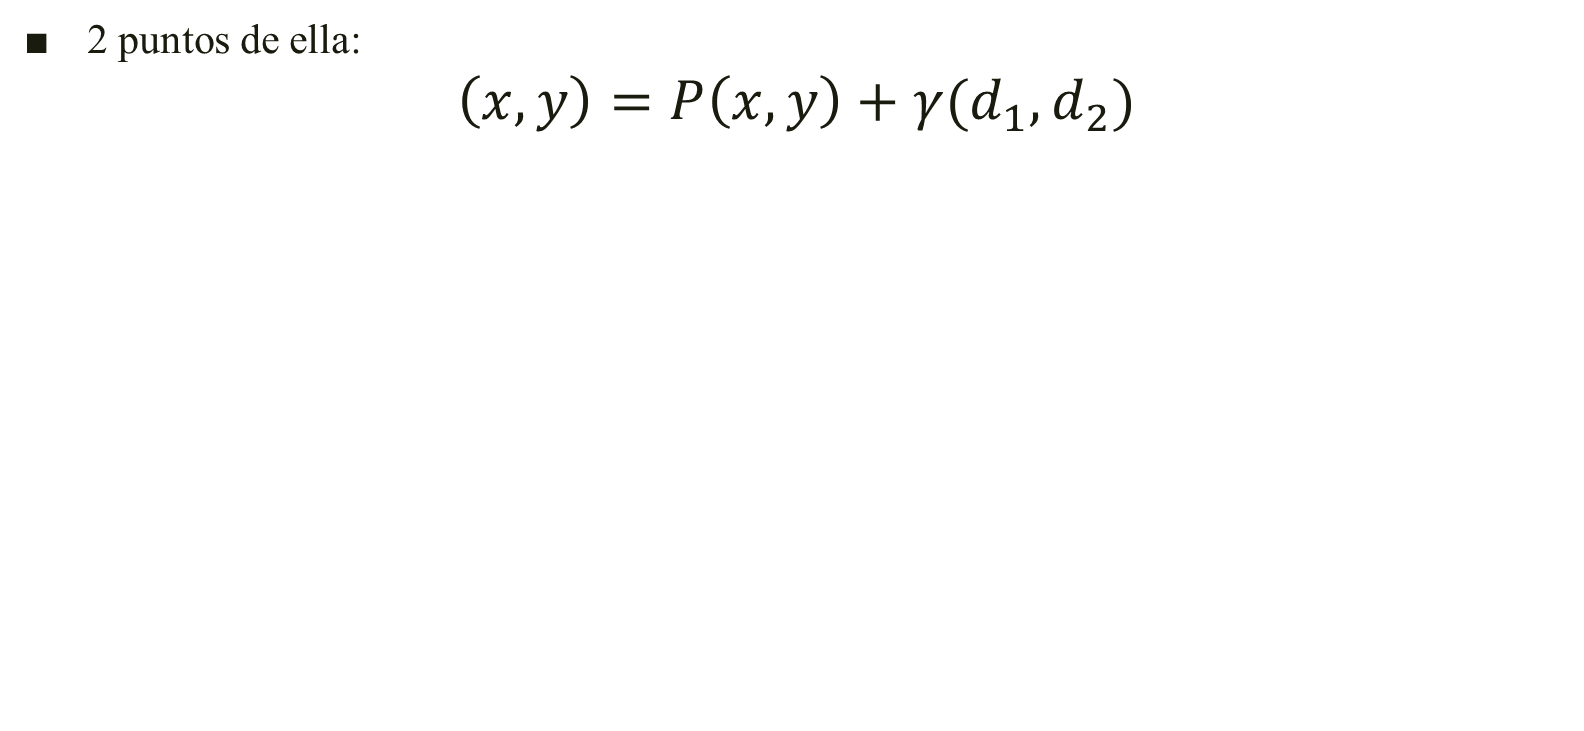 ■ 2 puntos de ella:
(x, y) = P(x, y) + γ(d₁, d₂)